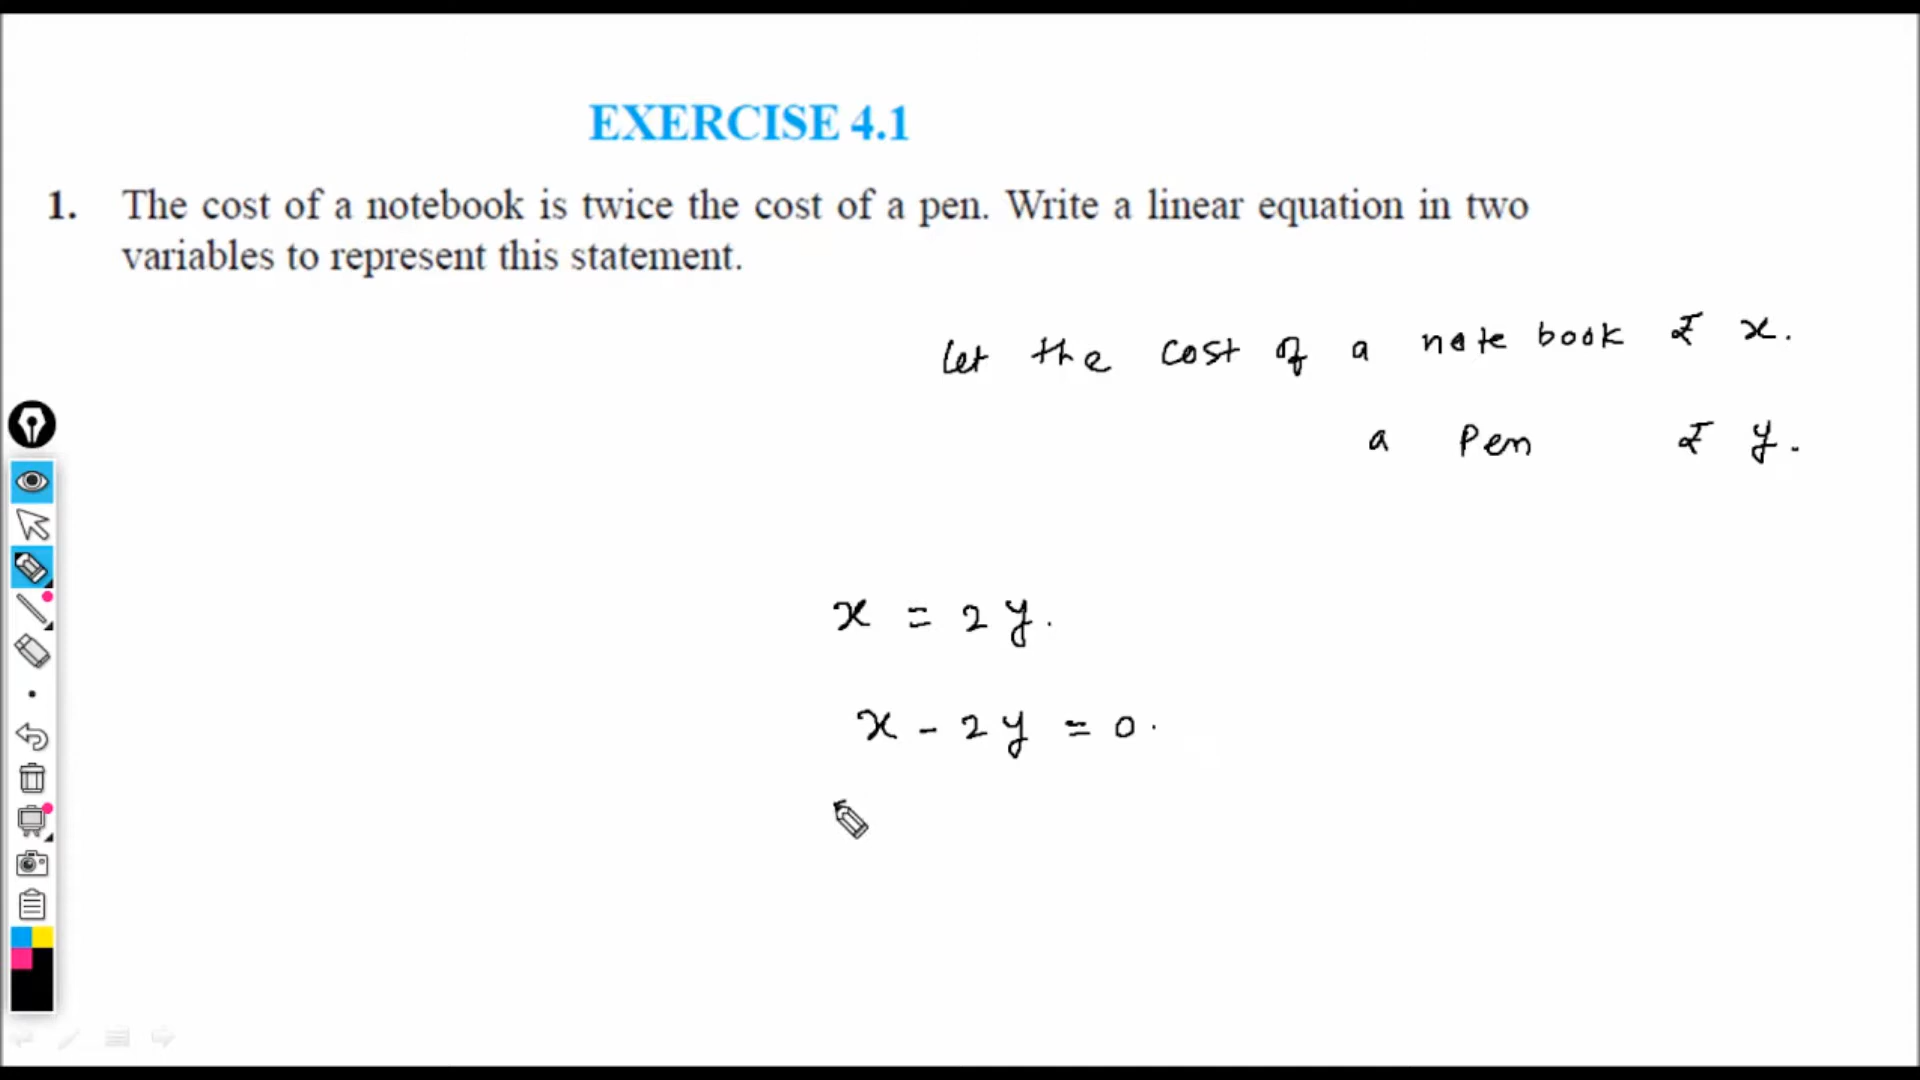 EXERCISE 4.1
1. The cost of a notebook is twice the cost of a pen. Write a linear equation in two
variables to represent this statement.
Let the cost of a note book ₹ x.
a Pen ₹ y.
x = 2y.
x - 2y = 0.